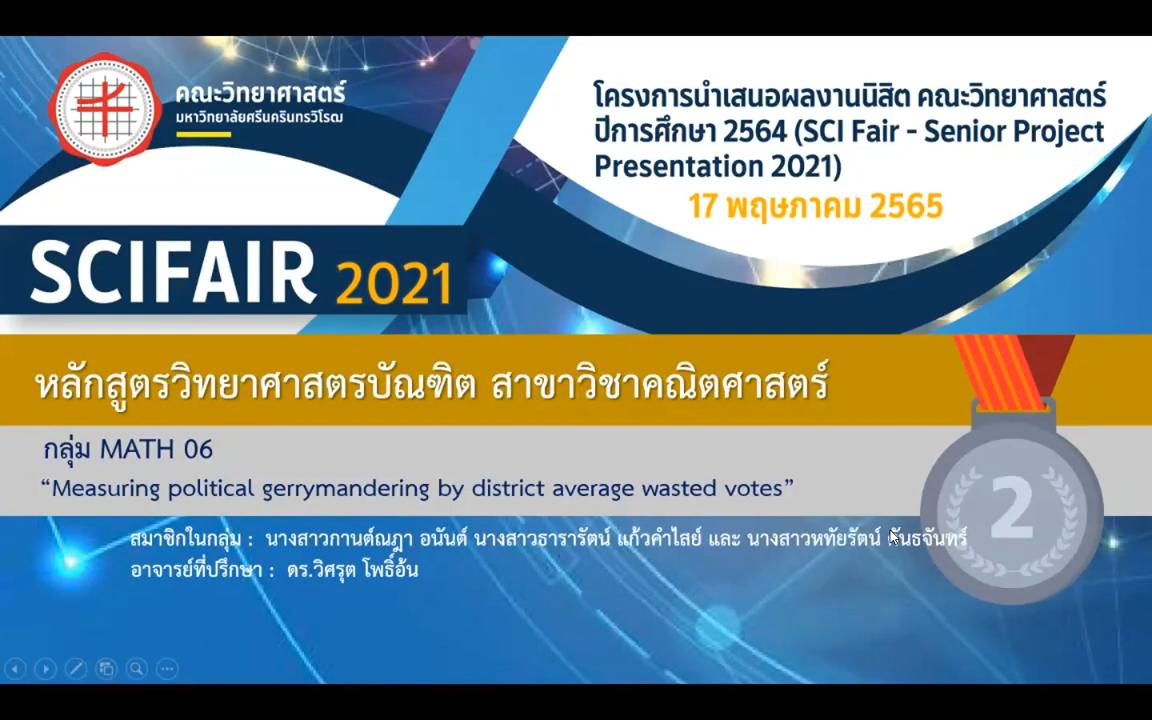 คณะวิทยาศาสตร์
มหาวิทยาลัยศรีนครินทรวิโรฒ
โครงการนำเสนอผลงานนิสิต คณะวิทยาศาสตร์
ปีการศึกษา 2564 (SCI Fair - Senior Project
Presentation 2021)
17 พฤษภาคม 2565
SCIFAIR 2021
หลักสูตรวิทยาศาสตรบัณฑิต สาขาวิชาคณิตศาสตร์
กลุ่ม MATH 06
“Measuring political gerrymandering by district average wasted votes”
2
สมาชิกในกลุ่ม : นางสาวกานต์ณฎา อนันต์ นางสาวธารารัตน์ แก้วคำไสย์ และ นางสาวหทัยรัตน์
อาจารย์ที่ปรึกษา : ดร.วิศรุต โพธิ์อ้น